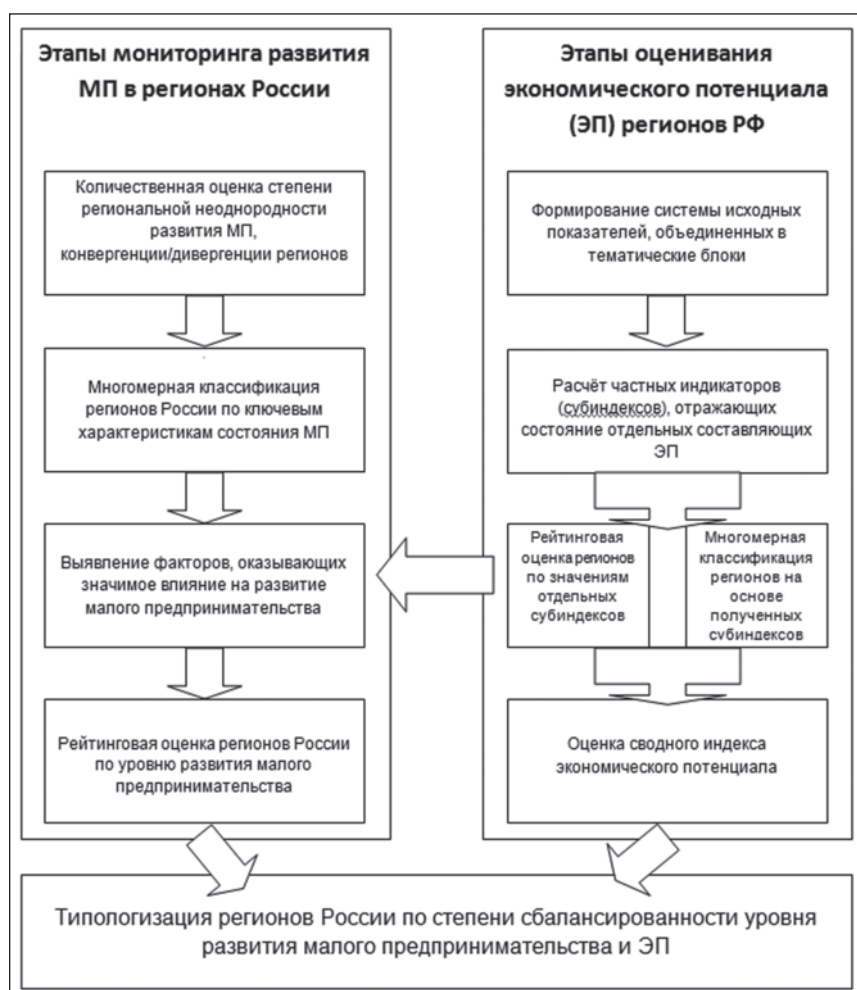 Этапы мониторинга развития
МП в регионах России
Количественная оценка степени
региональной неоднородности
развития МП,
конвергенции/дивергенции регионов
Многомерная классификация
регионов России по ключевым
характеристикам состояния МП
Выявление факторов, оказывающих
значимое влияние на развитие
малого предпринимательства
Рейтинговая оценка регионов России
по уровню развития малого
предпринимательства
Этапы оценивания
экономического потенциала
(ЭП) регионов РФ
Формирование системы исходных
показателей, объединенных в
тематические блоки
Расчёт частных индикаторов
(субиндексов), отражающих
состояние отдельных составляющих
ЭП
Рейтинговая
оценка регионов
по значениям
отдельных
субиндексов
Многомерная
классификация
регионов на
основе
полученных
субиндексов
Оценка сводного индекса
экономического потенциала
Типологизация регионов России по степени сбалансированности уровня
развития малого предпринимательства и ЭП